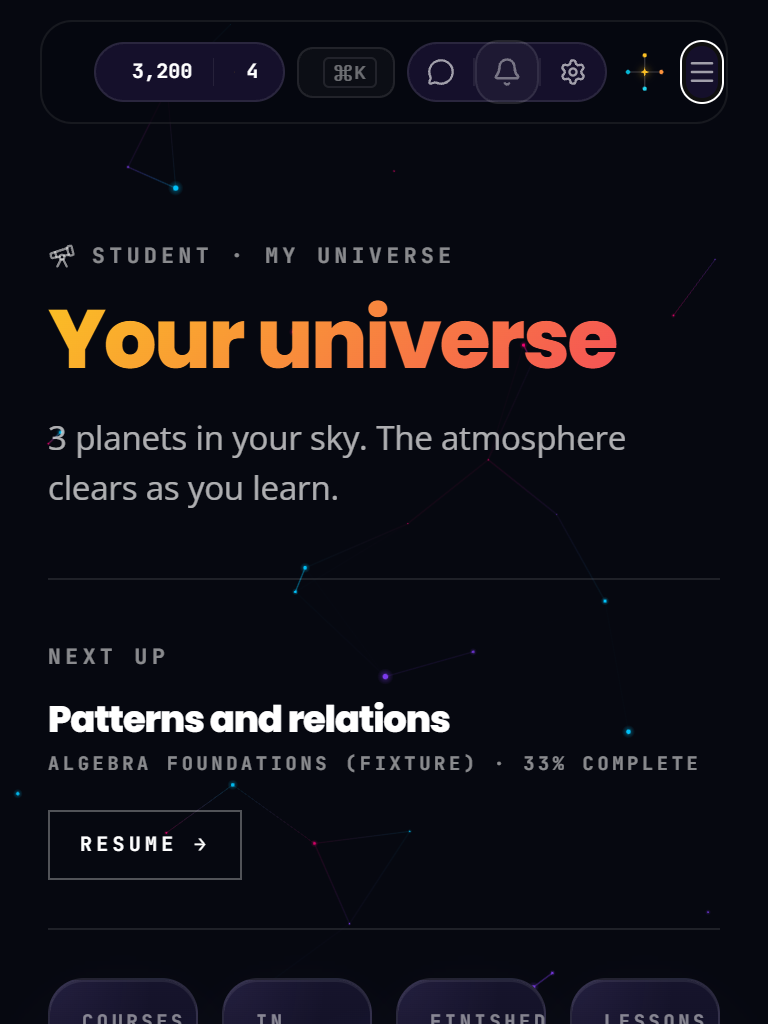 3,200 4 ⌘K
STUDENT · MY UNIVERSE
Your universe
3 planets in your sky. The atmosphere
clears as you learn.
NEXT UP
Patterns and relations
ALGEBRA FOUNDATIONS (FIXTURE) · 33% COMPLETE
RESUME →
COURSES IN FINISHED LESSONS